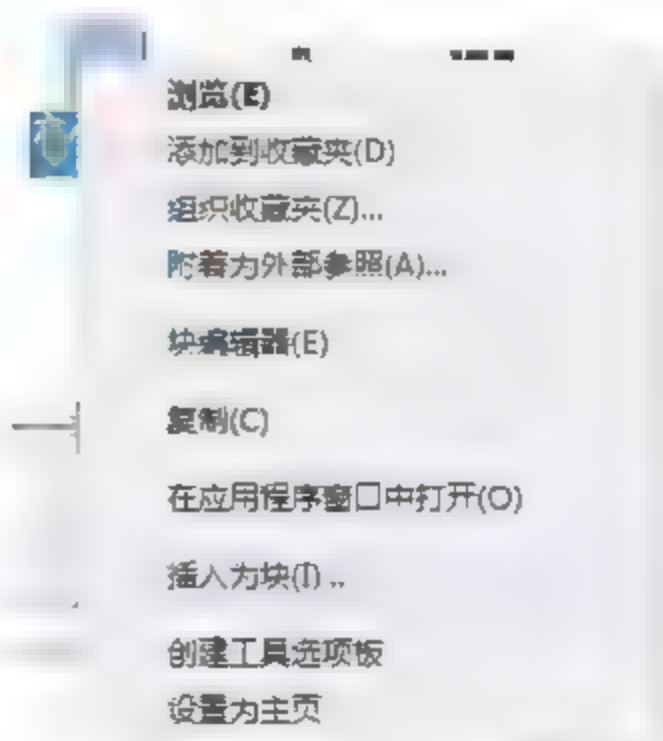 浏览(E)
添加到收藏夹(D)
组织收藏夹(Z)...
附着为外部参照(A)...
块编辑器(E)
复制(C)
在应用程序窗口中打开(O)
插入为块(I)...
创建工具选项板
设置为主页